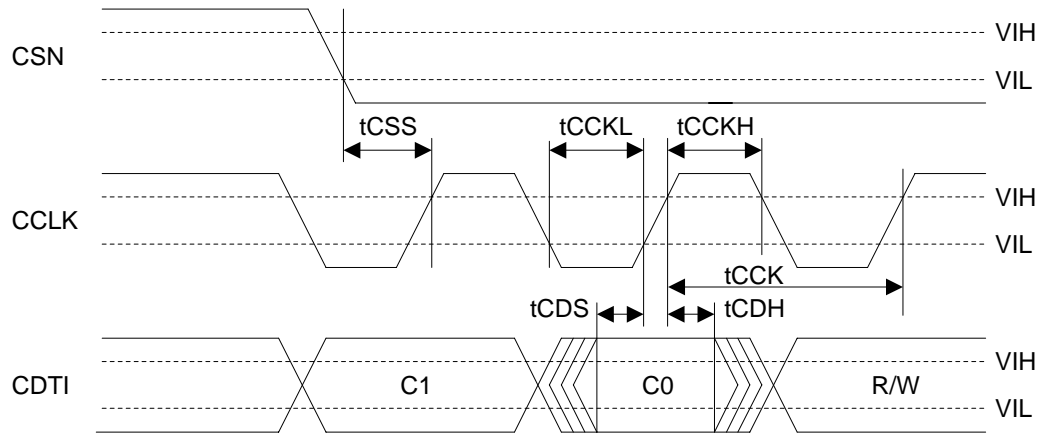 CSN
VIH
VIL
tCSS
tCCKL
tCCKH
CCLK
VIH
VIL
tCCK
tCDS
tCDH
CDTI
C1
C0
R/W
VIH
VIL